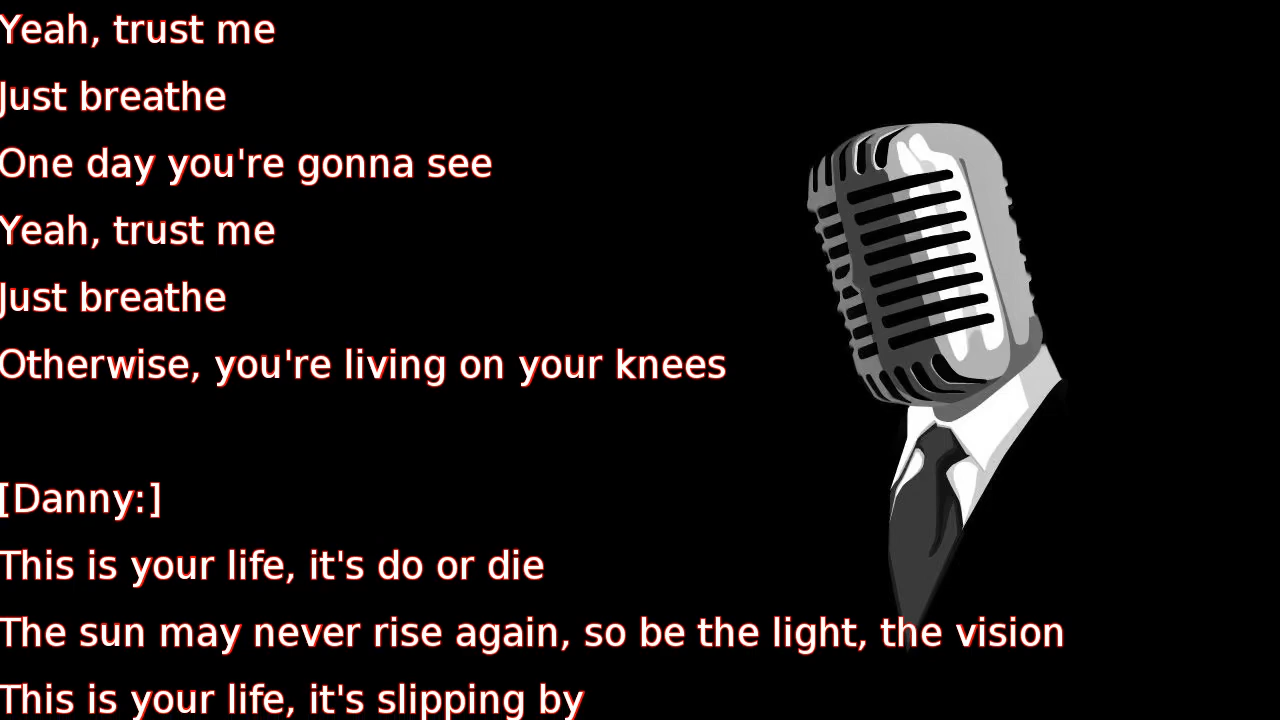 Yeah, trust me
Just breathe
One day you're gonna see
Yeah, trust me
Just breathe
Otherwise, you're living on your knees
[Danny:]
This is your life, it's do or die
The sun may never rise again, so be the light, the vision
This is your life, it's slipping by